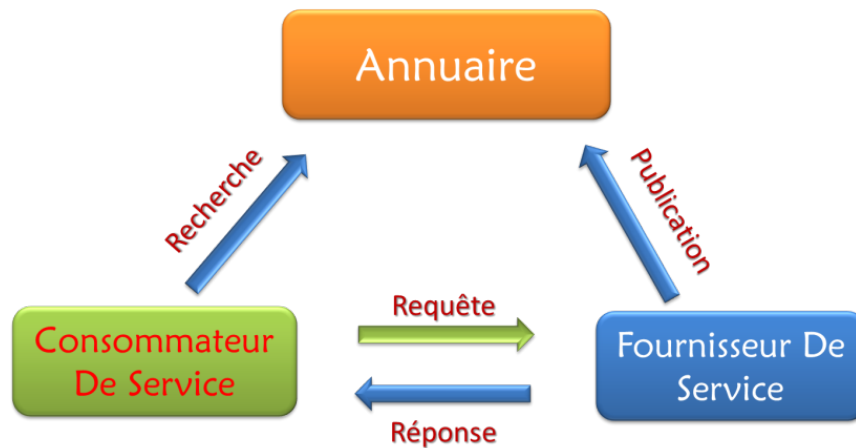 Annuaire
Recherche
Publication
Consommateur
De Service
Requête
Fournisseur De
Service
Réponse